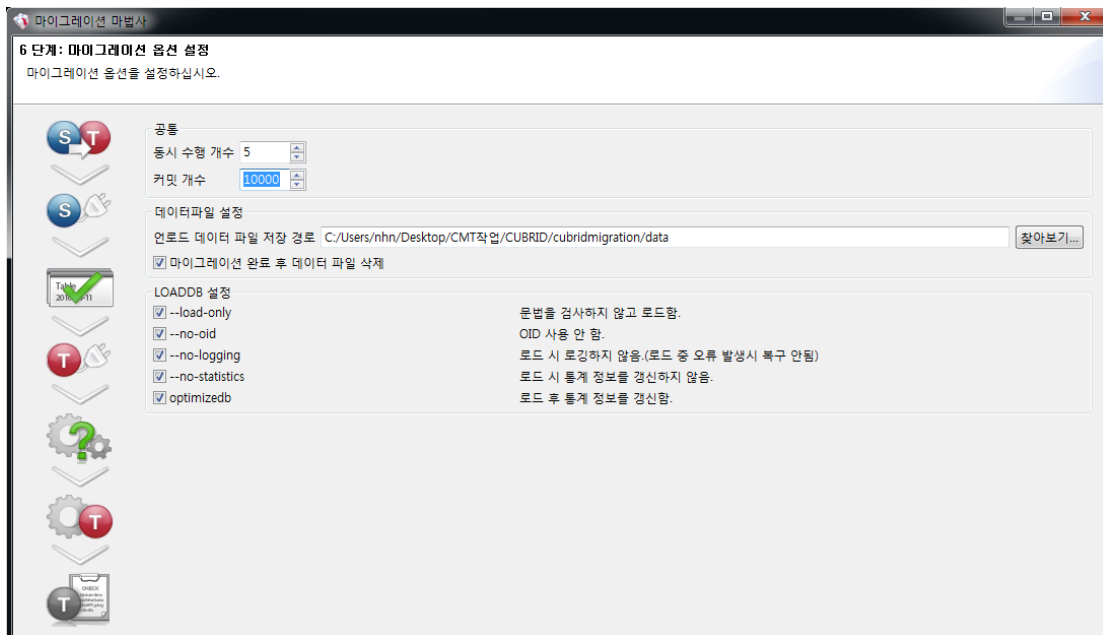 마이그레이션 마법사
6 단계: 마이그레이션 옵션 설정
마이그레이션 옵션을 설정하십시오.
공통
동시 수행 개수 5
커밋 개수 10000
데이터파일 설정
언로드 데이터 파일 저장 경로 C:/Users/nhn/Desktop/CMT작업/CUBRID/cubridmigration/data 찾아보기...
마이그레이션 완료 후 데이터 파일 삭제
LOADDB 설정
--load-only 문법을 검사하지 않고 로드함.
--no-oid OID 사용 안 함.
--no-logging 로드 시 로깅하지 않음.(로드 중 오류 발생시 복구 안됨)
--no-statistics 로드 시 통계 정보를 갱신하지 않음.
optimizedb 로드 후 통계 정보를 갱신함.
S T
S
Table
T
T
CHECK
T